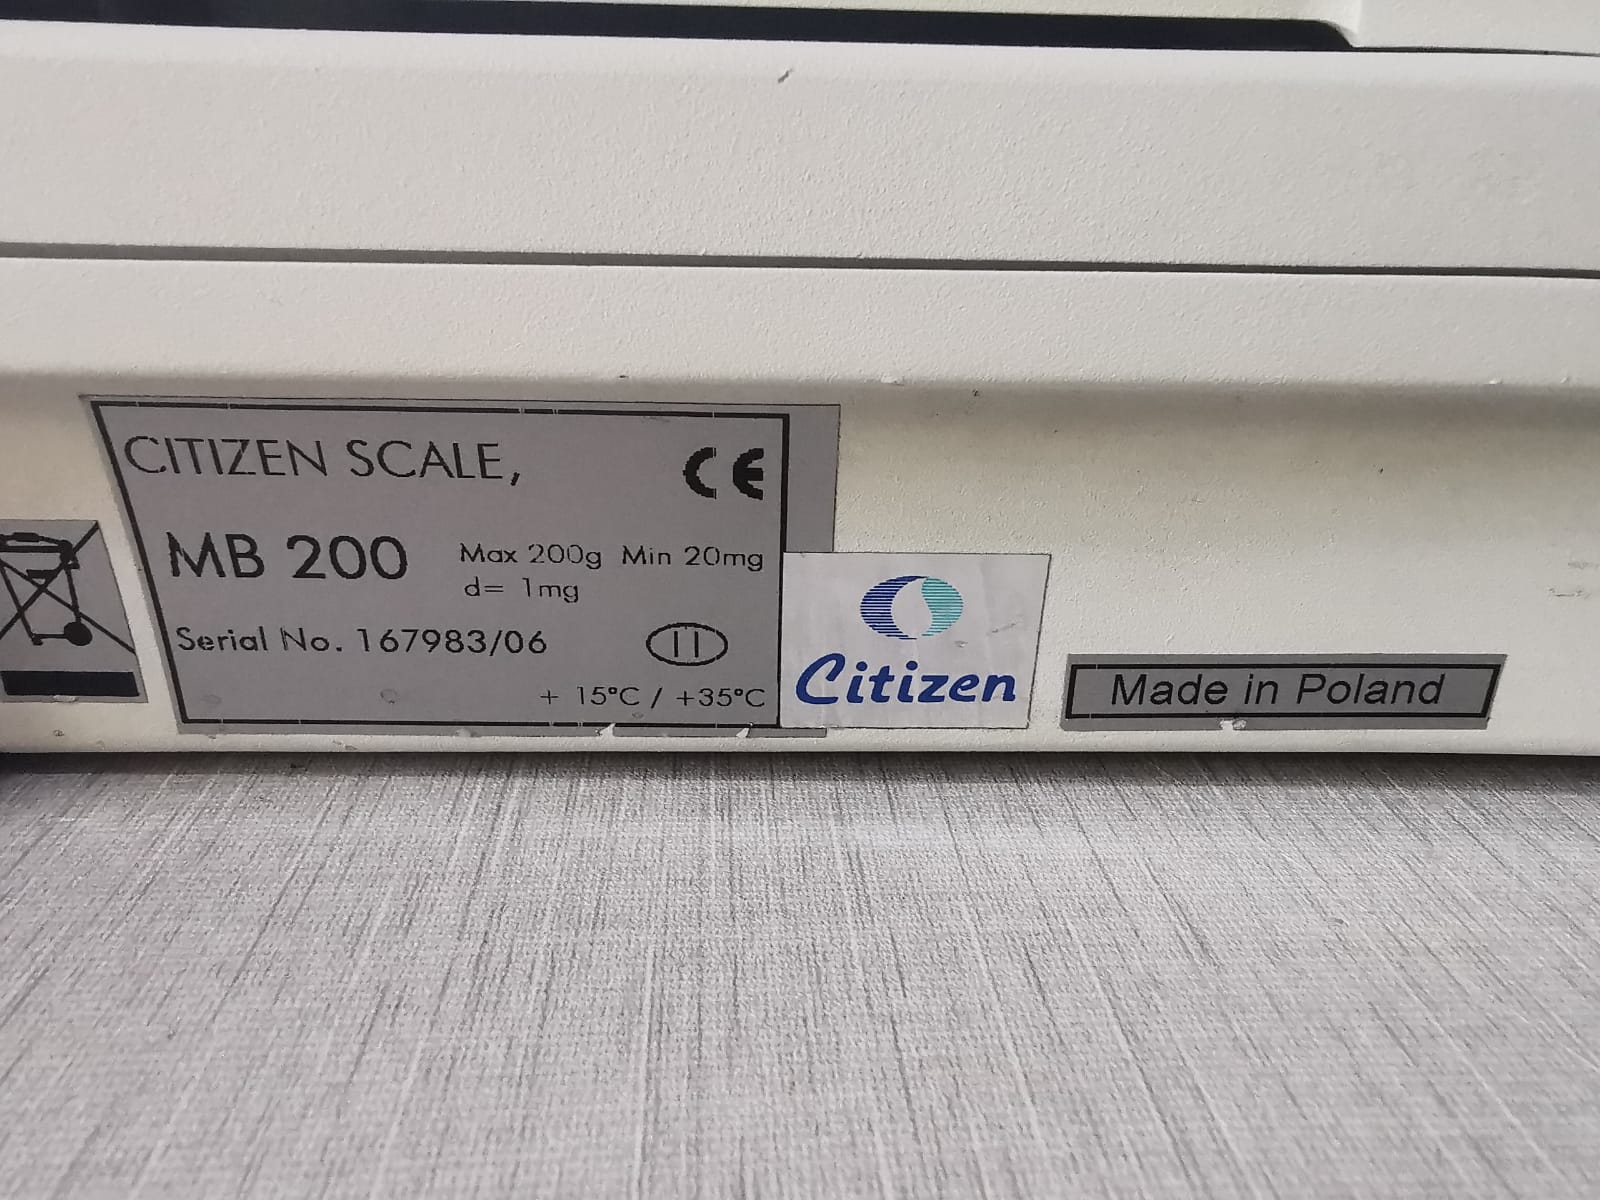 CITIZEN SCALE,
CE
MB 200
Max 200g Min 20mg
d= 1mg
Serial No. 167983/06
II
+ 15°C / +35°C
Citizen
Made in Poland